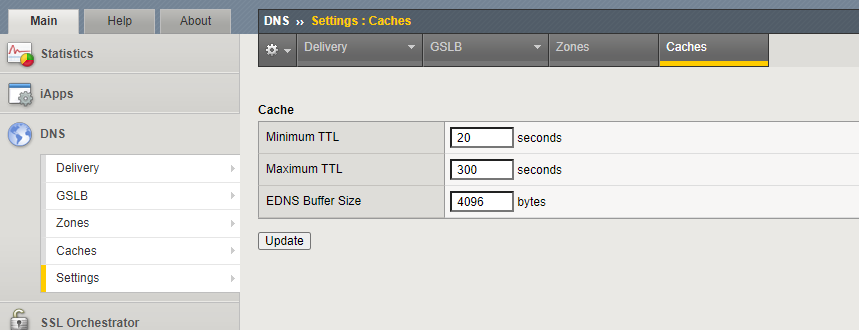 Main Help About
DNS ›› Settings : Caches
Delivery GSLB Zones Caches
Statistics
iApps
DNS
Delivery
GSLB
Zones
Caches
Settings
SSL Orchestrator
Cache
Minimum TTL 20 seconds
Maximum TTL 300 seconds
EDNS Buffer Size 4096 bytes
Update